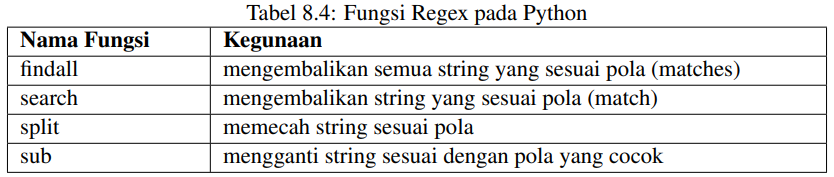 Tabel 8.4: Fungsi Regex pada Python
Nama Fungsi Kegunaan
findall mengembalikan semua string yang sesuai pola (matches)
search mengembalikan string yang sesuai pola (match)
split memecah string sesuai pola
sub mengganti string sesuai dengan pola yang cocok